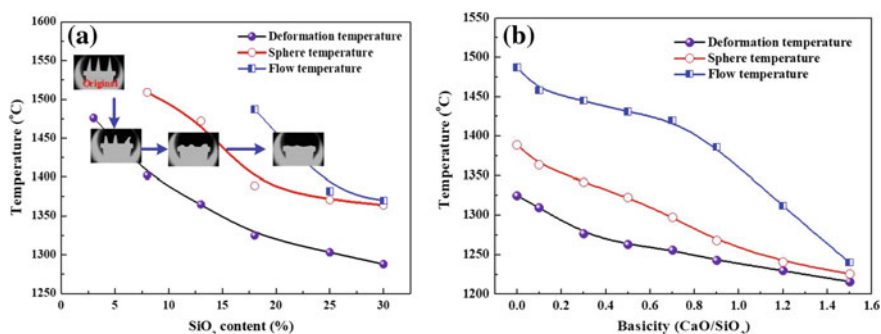 (a)
Deformation temperature
Sphere temperature
Flow temperature
Original
Temperature (°C)
1600
1550
1500
1450
1400
1350
1300
1250
1200
0
5
10
15
20
25
30
SiO2 content (%)
(b)
Deformation temperature
Sphere temperature
Flow temperature
Temperature (°C)
1550
1500
1450
1400
1350
1300
1250
1200
0.0
0.2
0.4
0.6
0.8
1.0
1.2
1.4
1.6
Basicity (CaO/SiO2)